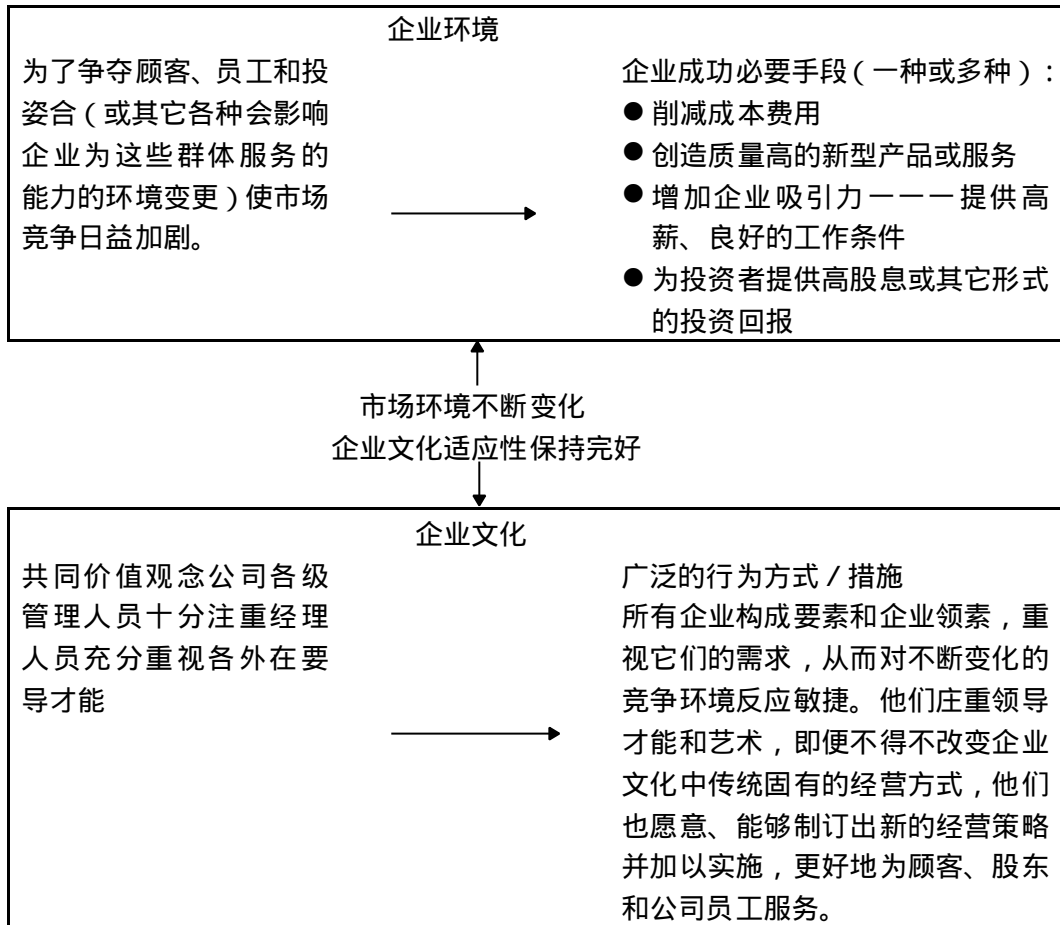 企业环境
为了争夺顾客、员工和投
姿合（或其它各种会影响
企业为这些群体服务的
能力的环境变更）使市场
竞争日益加剧。
企业成功必要手段（一种或多种）：
●削减成本费用
●创造质量高的新型产品或服务
●增加企业吸引力———提供高
薪、良好的工作条件
●为投资者提供高股息或其它形式
的投资回报
市场环境不断变化
企业文化适应性保持完好
企业文化
共同价值观念公司各级
管理人员十分注重经理
人员充分重视各外在要
导才能
广泛的行为方式／措施
所有企业构成要素和企业领素，重
视它们的需求，从而对不断变化的
竞争环境反应敏捷。他们庄重领导
才能和艺术，即便不得不改变企业
文化中传统固有的经营方式，他们
也愿意、能够制订出新的经营策略
并加以实施，更好地为顾客、股东
和公司员工服务。